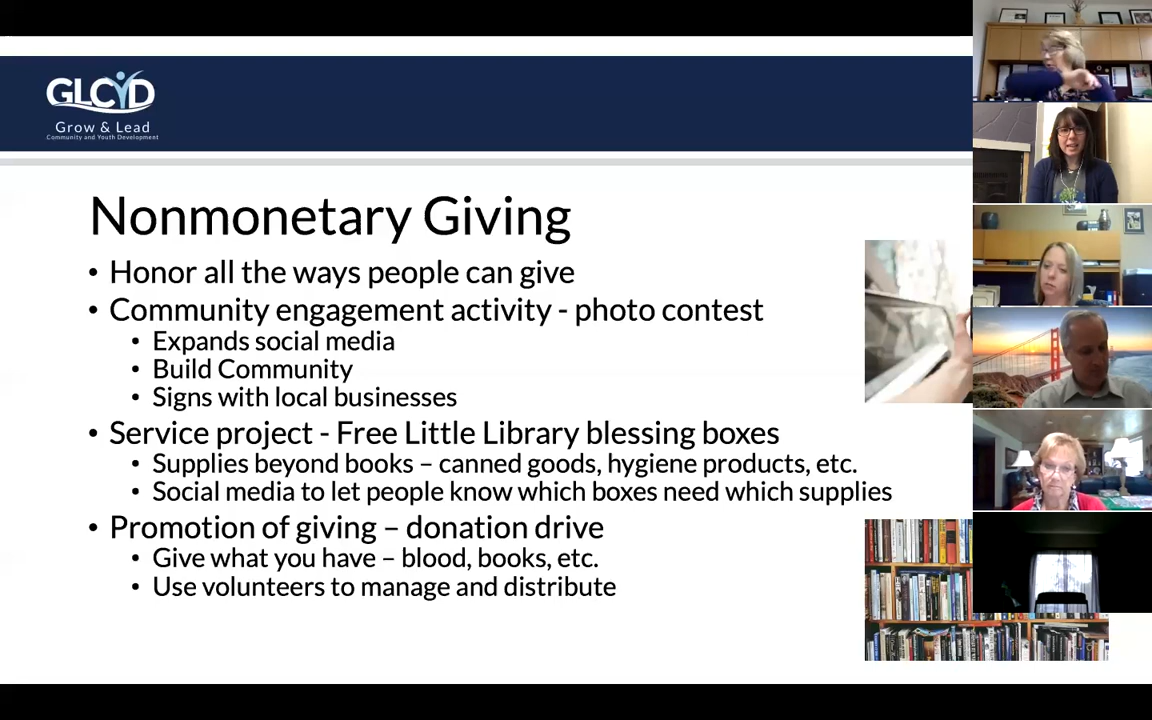 GLCYD
Grow & Lead
Community and Youth Development
Nonmonetary Giving
• Honor all the ways people can give
• Community engagement activity - photo contest
• Expands social media
• Build Community
• Signs with local businesses
• Service project - Free Little Library blessing boxes
• Supplies beyond books – canned goods, hygiene products, etc.
• Social media to let people know which boxes need which supplies
• Promotion of giving – donation drive
• Give what you have – blood, books, etc.
• Use volunteers to manage and distribute